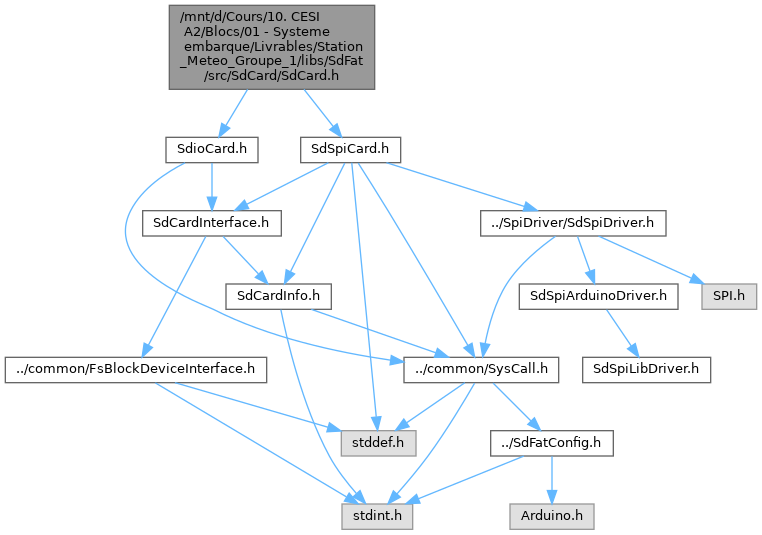 /mnt/d/Cours/10. CESI
A2/Blocs/01 - Systeme
embarque/Livrables/Station
_Meteo_Groupe_1/libs/SdFat
/src/SdCard/SdCard.h
SdioCard.h
SdSpiCard.h
SdCardInterface.h
../SpiDriver/SdSpiDriver.h
SdCardInfo.h
SdSpiArduinoDriver.h
SPI.h
../common/FsBlockDeviceInterface.h
../common/SysCall.h
SdSpiLibDriver.h
stddef.h
../SdFatConfig.h
stdint.h
Arduino.h